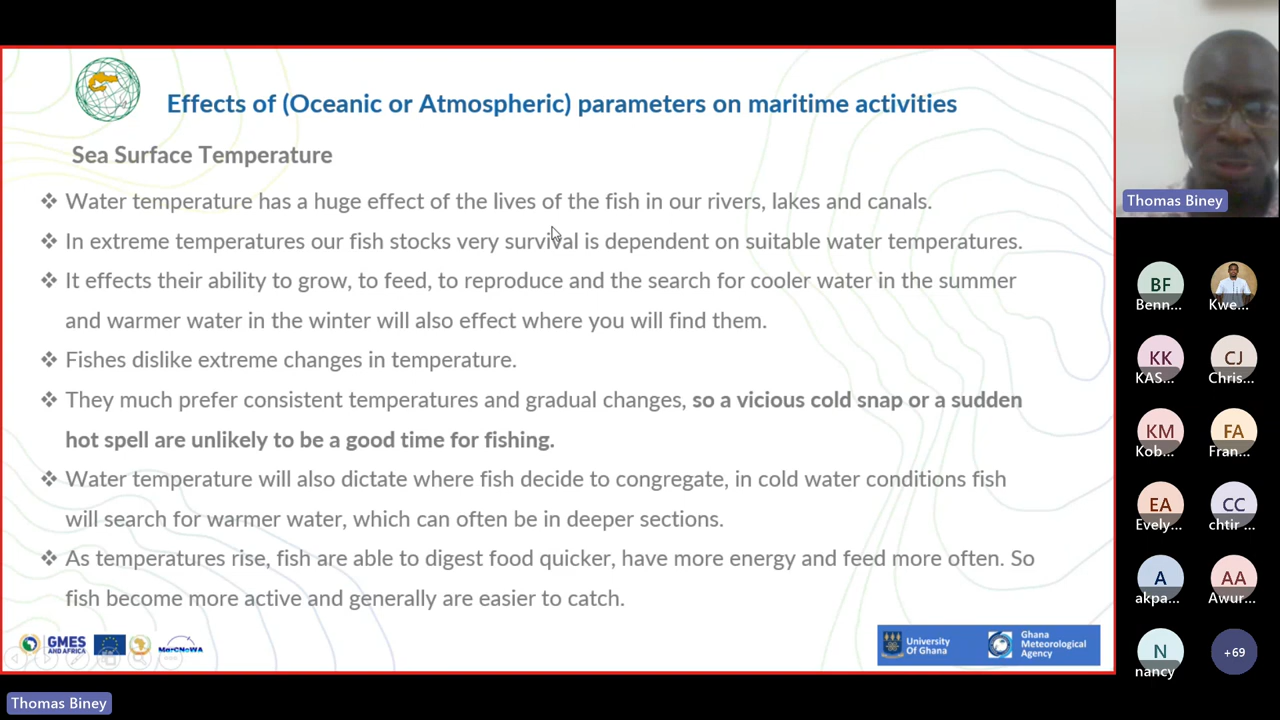 Effects of (Oceanic or Atmospheric) parameters on maritime activities
Sea Surface Temperature
❖ Water temperature has a huge effect of the lives of the fish in our rivers, lakes and canals.
❖ In extreme temperatures our fish stocks very survival is dependent on suitable water temperatures.
❖ It effects their ability to grow, to feed, to reproduce and the search for cooler water in the summer
and warmer water in the winter will also effect where you will find them.
❖ Fishes dislike extreme changes in temperature.
❖ They much prefer consistent temperatures and gradual changes, so a vicious cold snap or a sudden
hot spell are unlikely to be a good time for fishing.
❖ Water temperature will also dictate where fish decide to congregate, in cold water conditions fish
will search for warmer water, which can often be in deeper sections.
❖ As temperatures rise, fish are able to digest food quicker, have more energy and feed more often. So
fish become more active and generally are easier to catch.
GMES
AND AFRICA
MarCNoWA
University
Of Ghana
Ghana
Meteorological
Agency
Thomas Biney
Thomas Biney
BF
Benn...
Kwe...
KK
KAS...
CJ
Chris...
KM
Kob...
FA
Fran...
EA
Evely...
CC
chtir ...
A
akpa...
AA
Awur...
N
nancy
+69